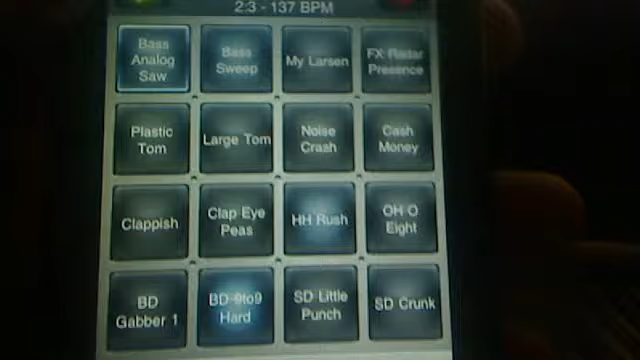 2:3 - 137 BPM
Bass
Analog
Saw
Bass
Sweep
My Larsen
FX Radar
Presence
Plastic
Tom
Large Tom
Noise
Crash
Cash
Money
Clappish
Clap Eye
Peas
HH Rush
OH O
Eight
BD
Gabber 1
BD-9to9
Hard
SD Little
Punch
SD Crunk